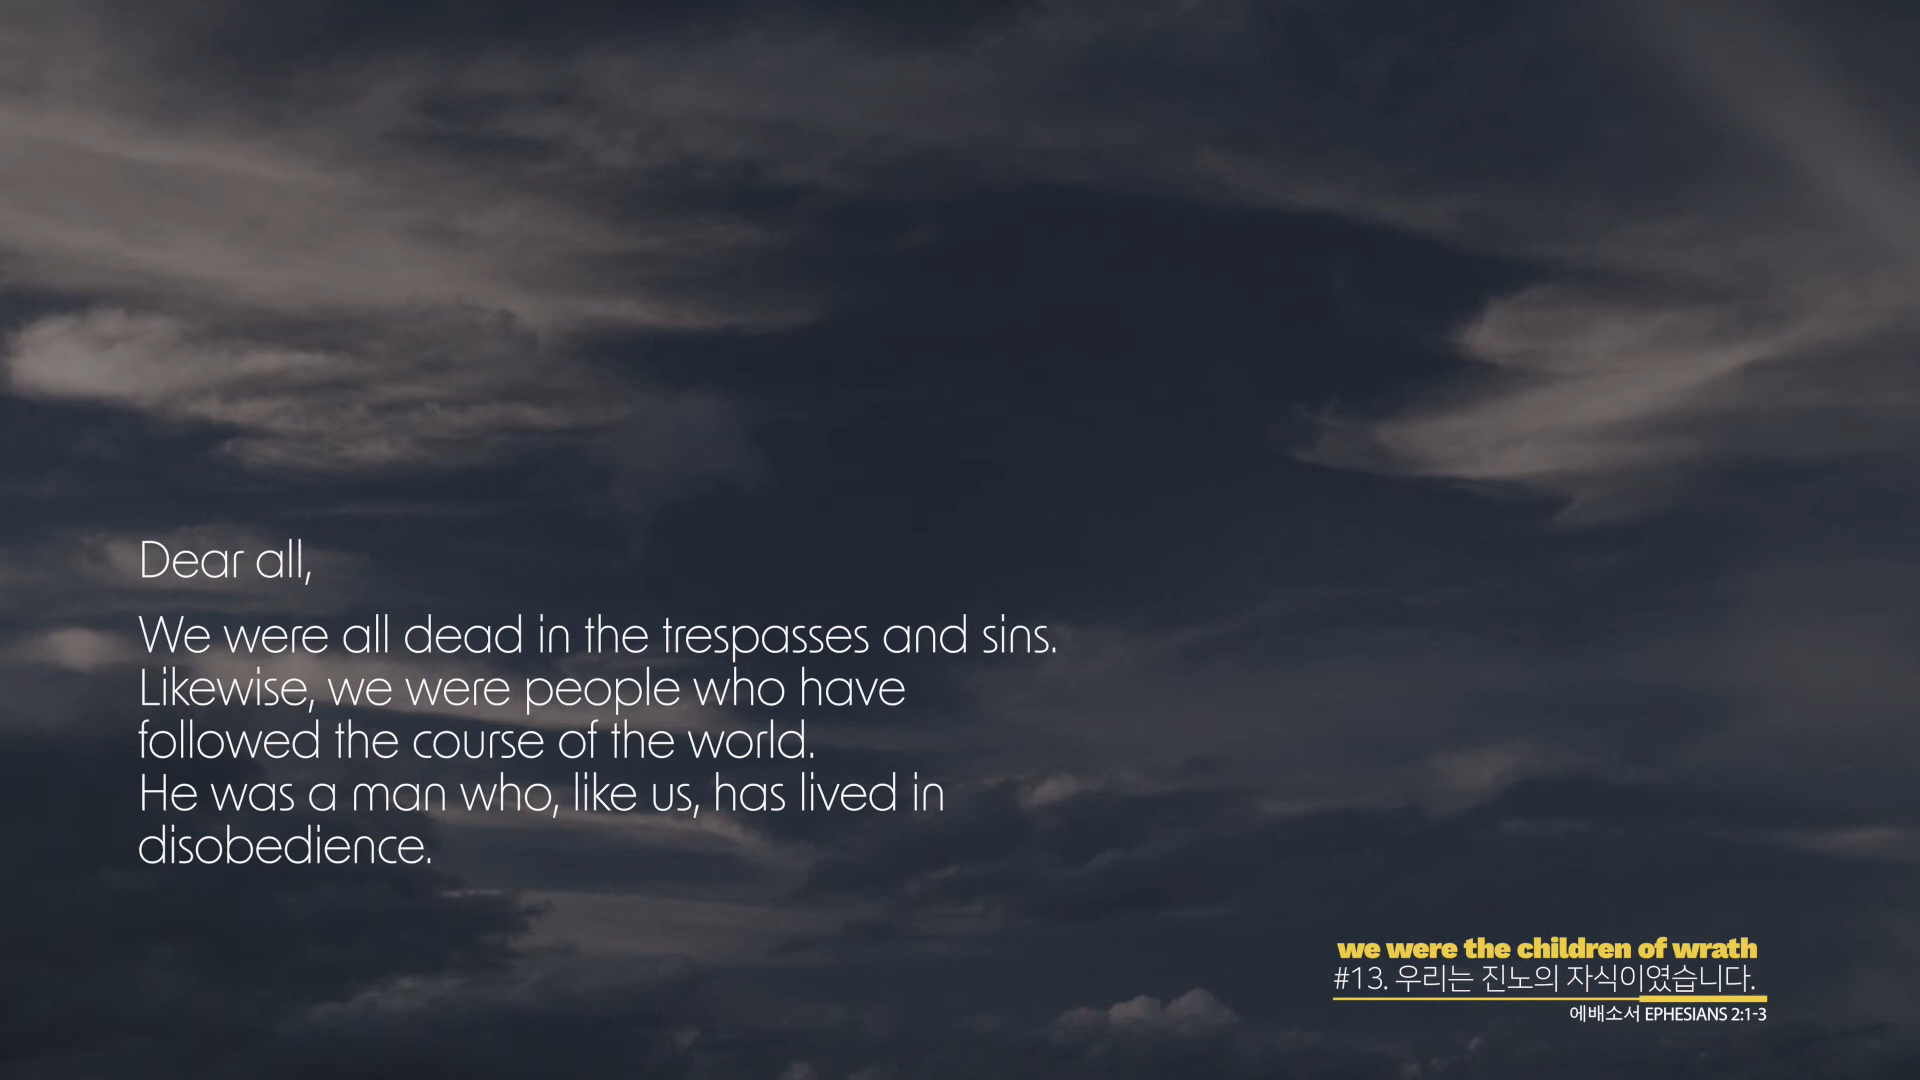 Dear all,
We were all dead in the trespasses and sins.
Likewise, we were people who have
followed the course of the world.
He was a man who, like us, has lived in
disobedience.
we were the children of wrath
#13. 우리는 진노의 자식이였습니다.
에배소서 EPHESIANS 2:1-3